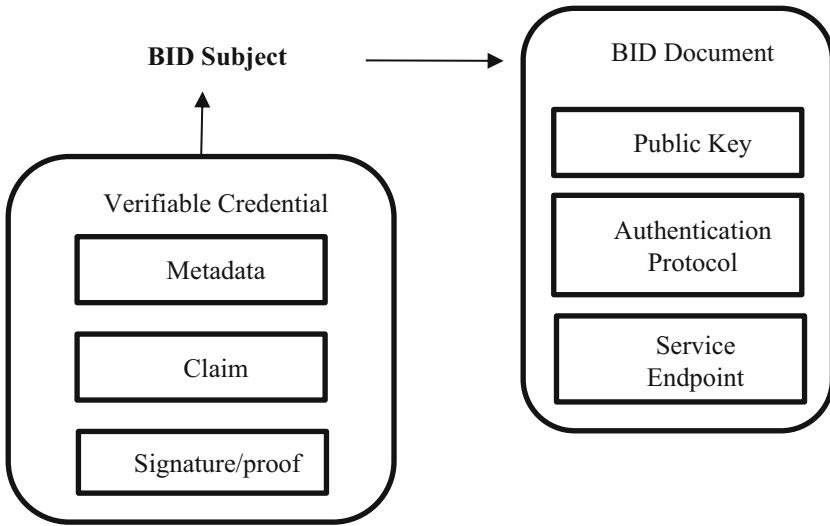 BID Subject
Verifiable Credential
Metadata
Claim
Signature/proof
BID Document
Public Key
Authentication
Protocol
Service
Endpoint